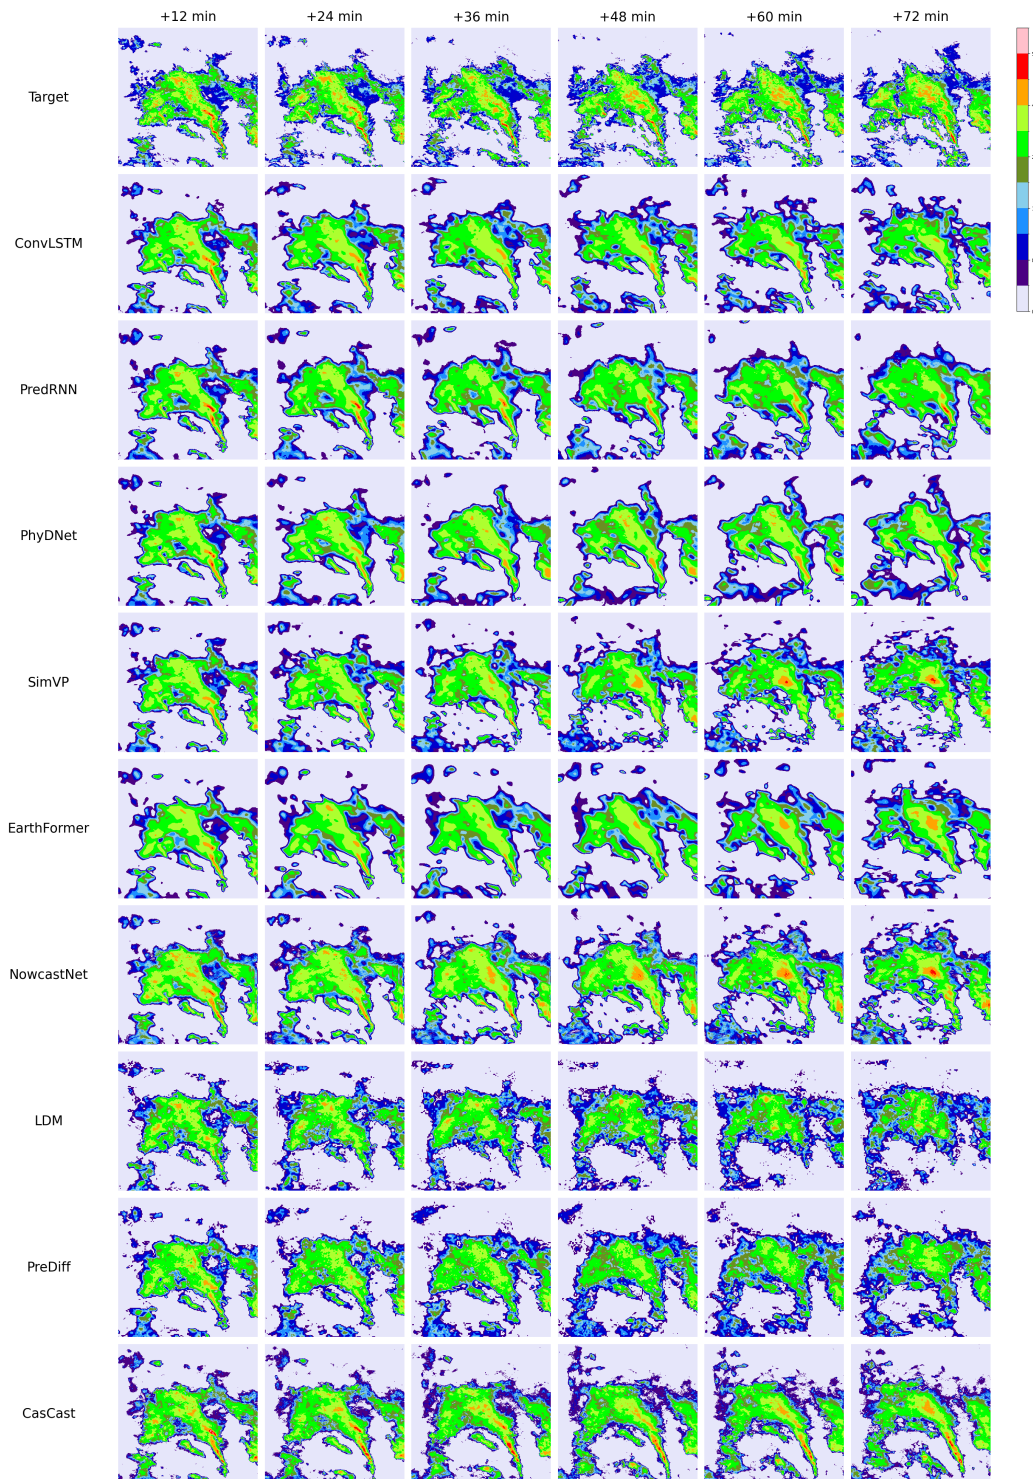 +12 min +24 min +36 min +48 min +60 min +72 min
Target
ConvLSTM
PredRNN
PhyDNet
SimVP
EarthFormer
NowcastNet
LDM
PreDiff
CasCast